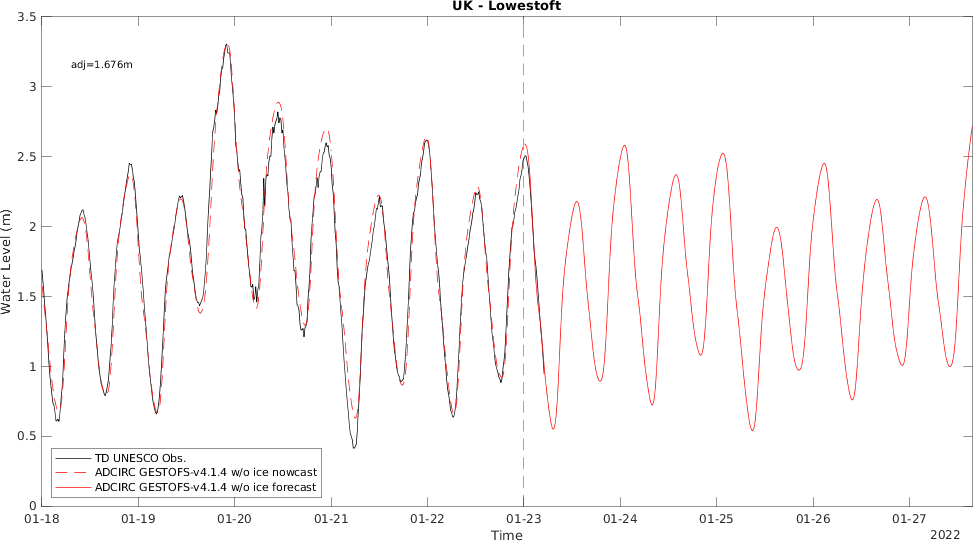 UK - Lowestoft
3.5
3
2.5
2
1.5
1
0.5
0
Water Level (m)
adj=1.676m
TD UNESCO Obs.
ADCIRC GESTOFS-v4.1.4 w/o ice nowcast
ADCIRC GESTOFS-v4.1.4 w/o ice forecast
01-18 01-19 01-20 01-21 01-22 01-23 01-24 01-25 01-26 01-27
Time
2022